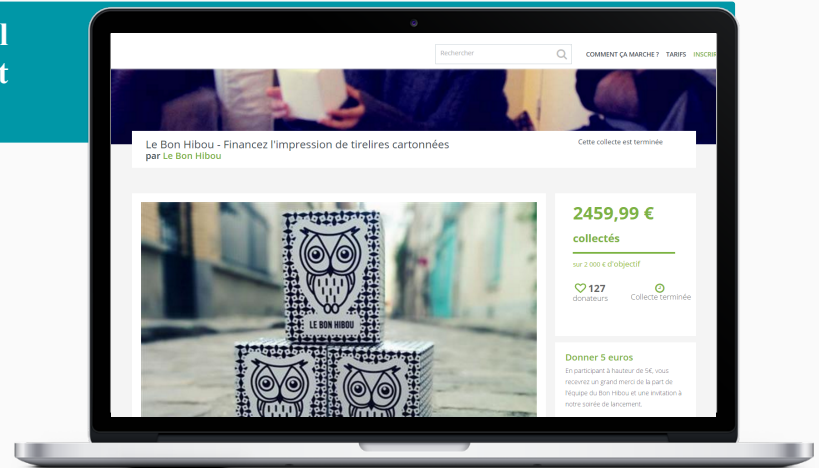 l
t
Rechercher
COMMENT ÇA MARCHE ? TARIFS INSCRIR
Le Bon Hibou - Financez l'impression de tirelires cartonnées
par Le Bon Hibou
Cette collecte est terminée
LE BON HIBOU
2459,99 €
collectés
sur 2 000 € d'objectif
127
donateurs
Collecte terminée
Donner 5 euros
En participant à hauteur de 5€, vous
recevrez un grand merci de la part de
l'équipe du Bon Hibou et une invitation à
notre soirée de lancement.